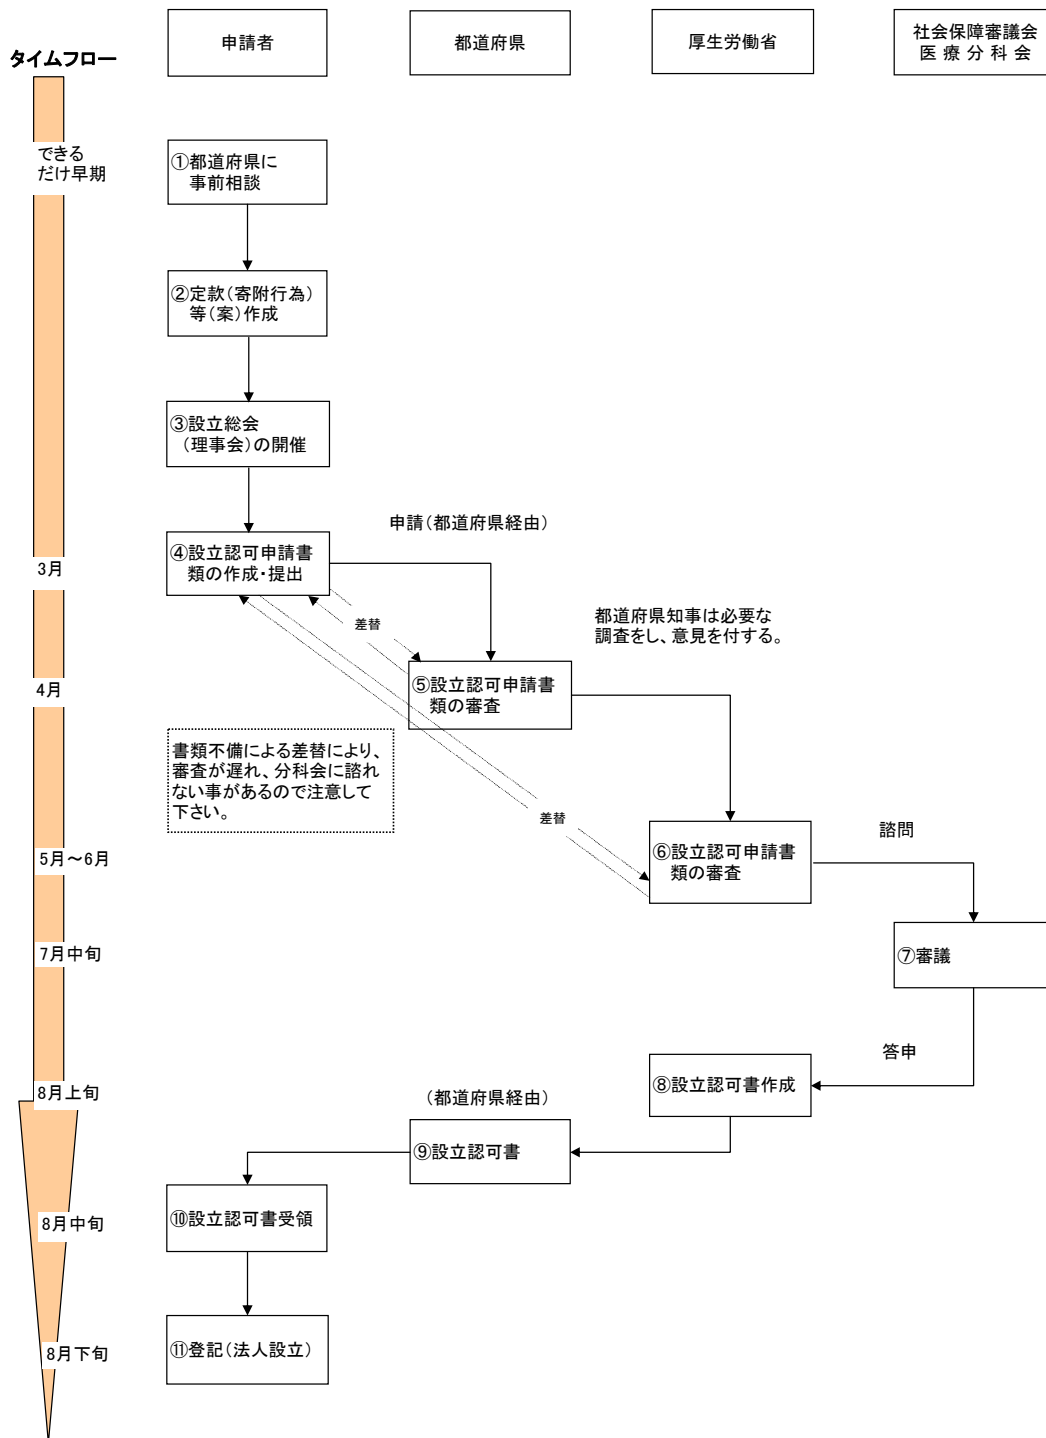 申請者
都道府県
厚生労働省
社会保障審議会
医療分科会
タイムフロー
できる
だけ早期
①都道府県に
事前相談
②定款(寄附行為)
等(案)作成
③設立総会
(理事会)の開催
申請(都道府県経由)
④設立認可申請書
類の作成・提出
3月
差替
都道府県知事は必要な
調査をし、意見を付する。
4月
⑤設立認可申請書
類の審査
書類不備による差替により、
審査が遅れ、分科会に諮れ
ない事があるので注意して
下さい。
差替
諮問
5月～6月
⑥設立認可申請書
類の審査
7月中旬
⑦審議
答申
8月上旬
⑧設立認可書作成
(都道府県経由)
⑨設立認可書
8月中旬
⑩設立認可書受領
8月下旬
⑪登記(法人設立)